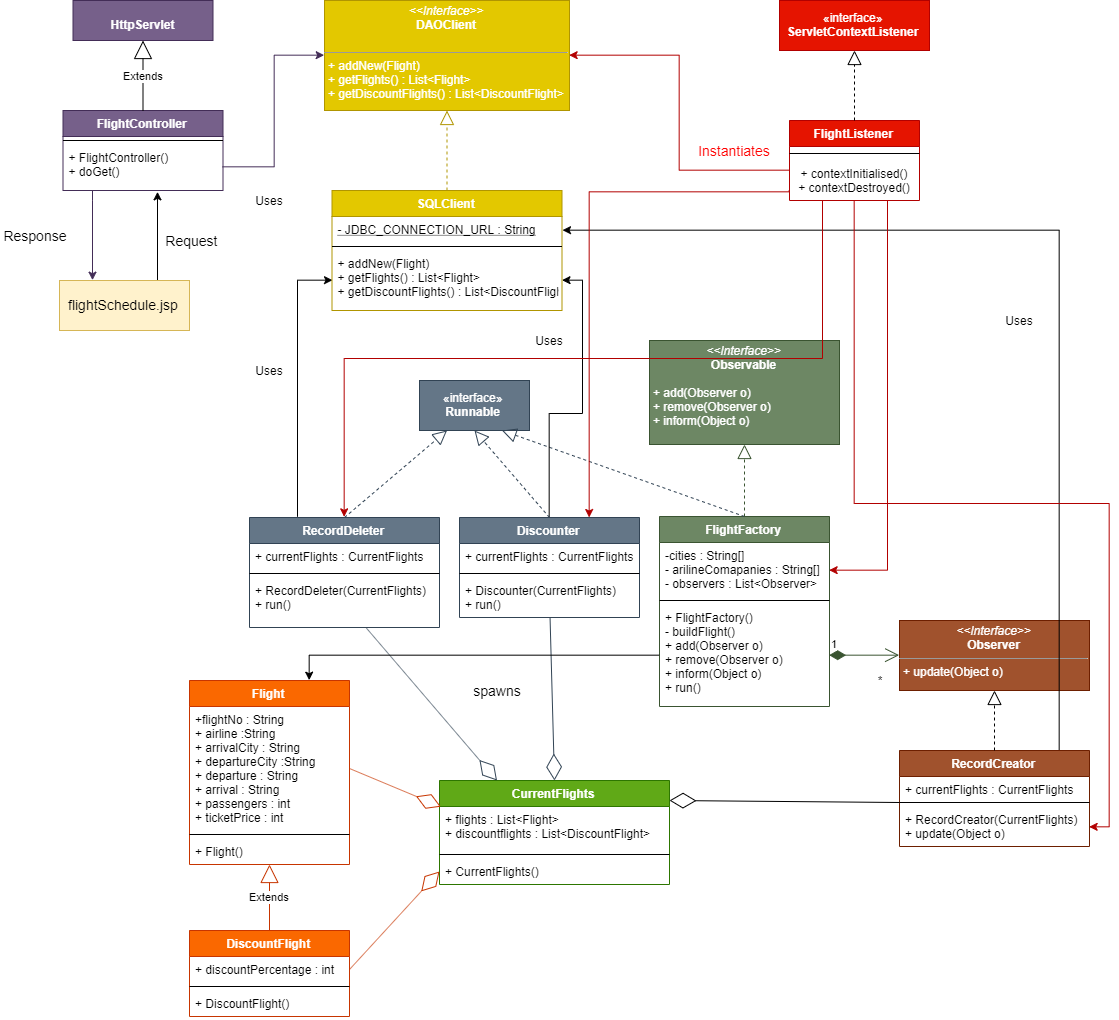 HttpServlet
Extends
FlightController
+ FlightController()
+ doGet()
Response
Request
flightSchedule.jsp
<<Interface>>
DAOClient
+ addNew(Flight)
+ getFlights() : List<Flight>
+ getDiscountFlights() : List<DiscountFlight>
Uses
SQLClient
- JDBC_CONNECTION_URL : String
+ addNew(Flight)
+ getFlights() : List<Flight>
+ getDiscountFlights() : List<DiscountFligl
«interface»
ServletContextListener
FlightListener
+ contextInitialised()
+ contextDestroyed()
Instantiates
Uses
Uses
Uses
<<Interface>>
Observable
+ add(Observer o)
+ remove(Observer o)
+ inform(Object o)
«interface»
Runnable
RecordDeleter
+ currentFlights : CurrentFlights
+ RecordDeleter(CurrentFlights)
+ run()
Discounter
+ currentFlights : CurrentFlights
+ Discounter(CurrentFlights)
+ run()
FlightFactory
-cities : String[]
- arilineComapanies : String[]
- observers : List<Observer>
+ FlightFactory()
- buildFlight()
+ add(Observer o)
+ remove(Observer o)
+ inform(Object o)
+ run()
1
*
<<Interface>>
Observer
+ update(Object o)
spawns
Flight
+flightNo : String
+ airline :String
+ arrivalCity : String
+ departureCity :String
+ departure : String
+ arrival : String
+ passengers : int
+ ticketPrice : int
+ Flight()
Extends
DiscountFlight
+ discountPercentage : int
+ DiscountFlight()
CurrentFlights
+ flights : List<Flight>
+ discountflights : List<DiscountFlight>
+ CurrentFlights()
RecordCreator
+ currentFlights : CurrentFlights
+ RecordCreator(CurrentFlights)
+ update(Object o)